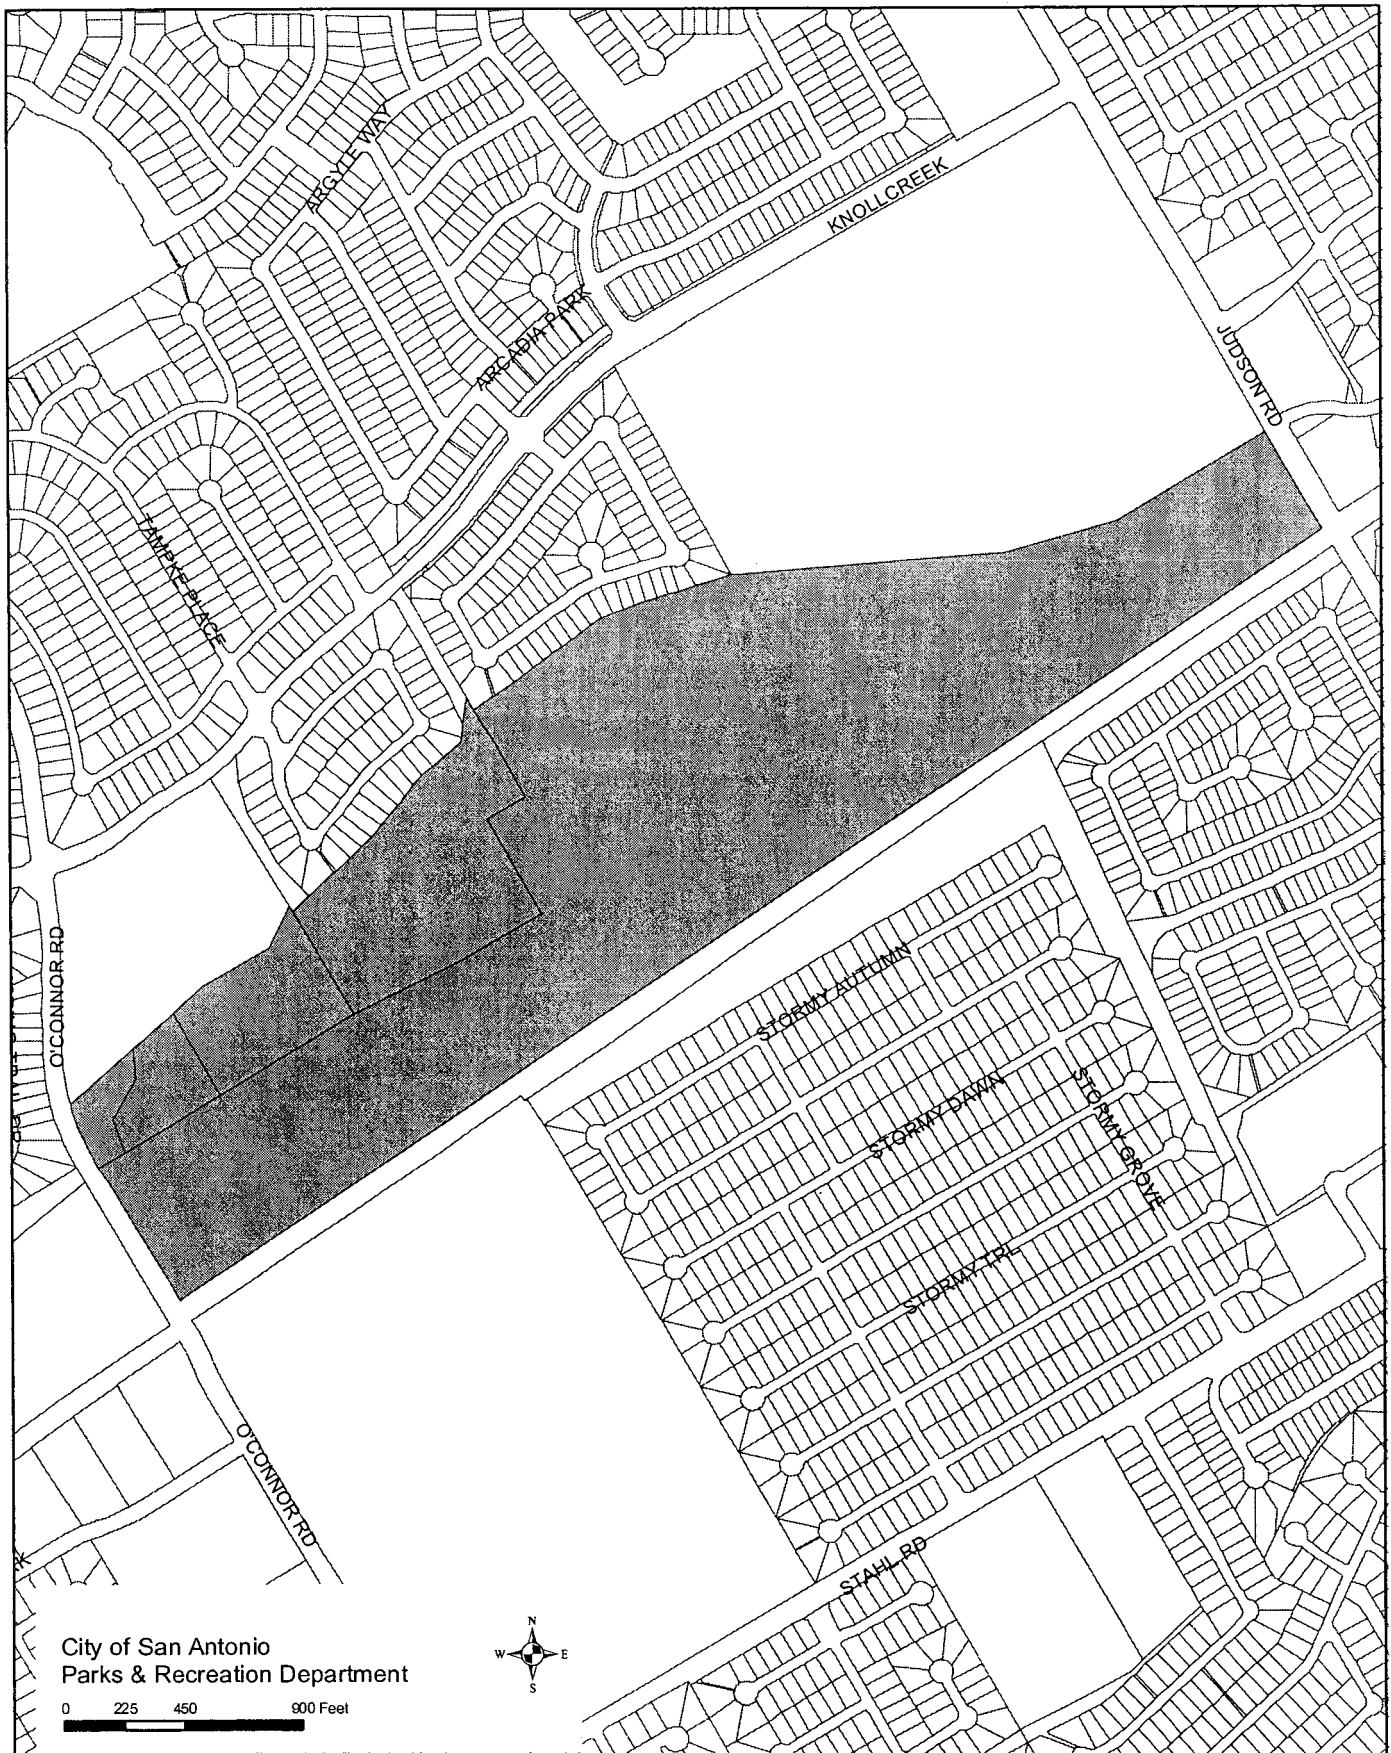 ARGYLE WAY
KNOLLCREEK
ARCADIA PARK
JUDSON RD
TAMPKE PLACE
O'CONNOR RD
STORMY AUTUMN
STORMY DAWN
STORMY GROVE
STORMY TRL
O'CONNOR RD
STAHL RD
City of San Antonio
Parks & Recreation Department
0 225 450 900 Feet
N
W E
S